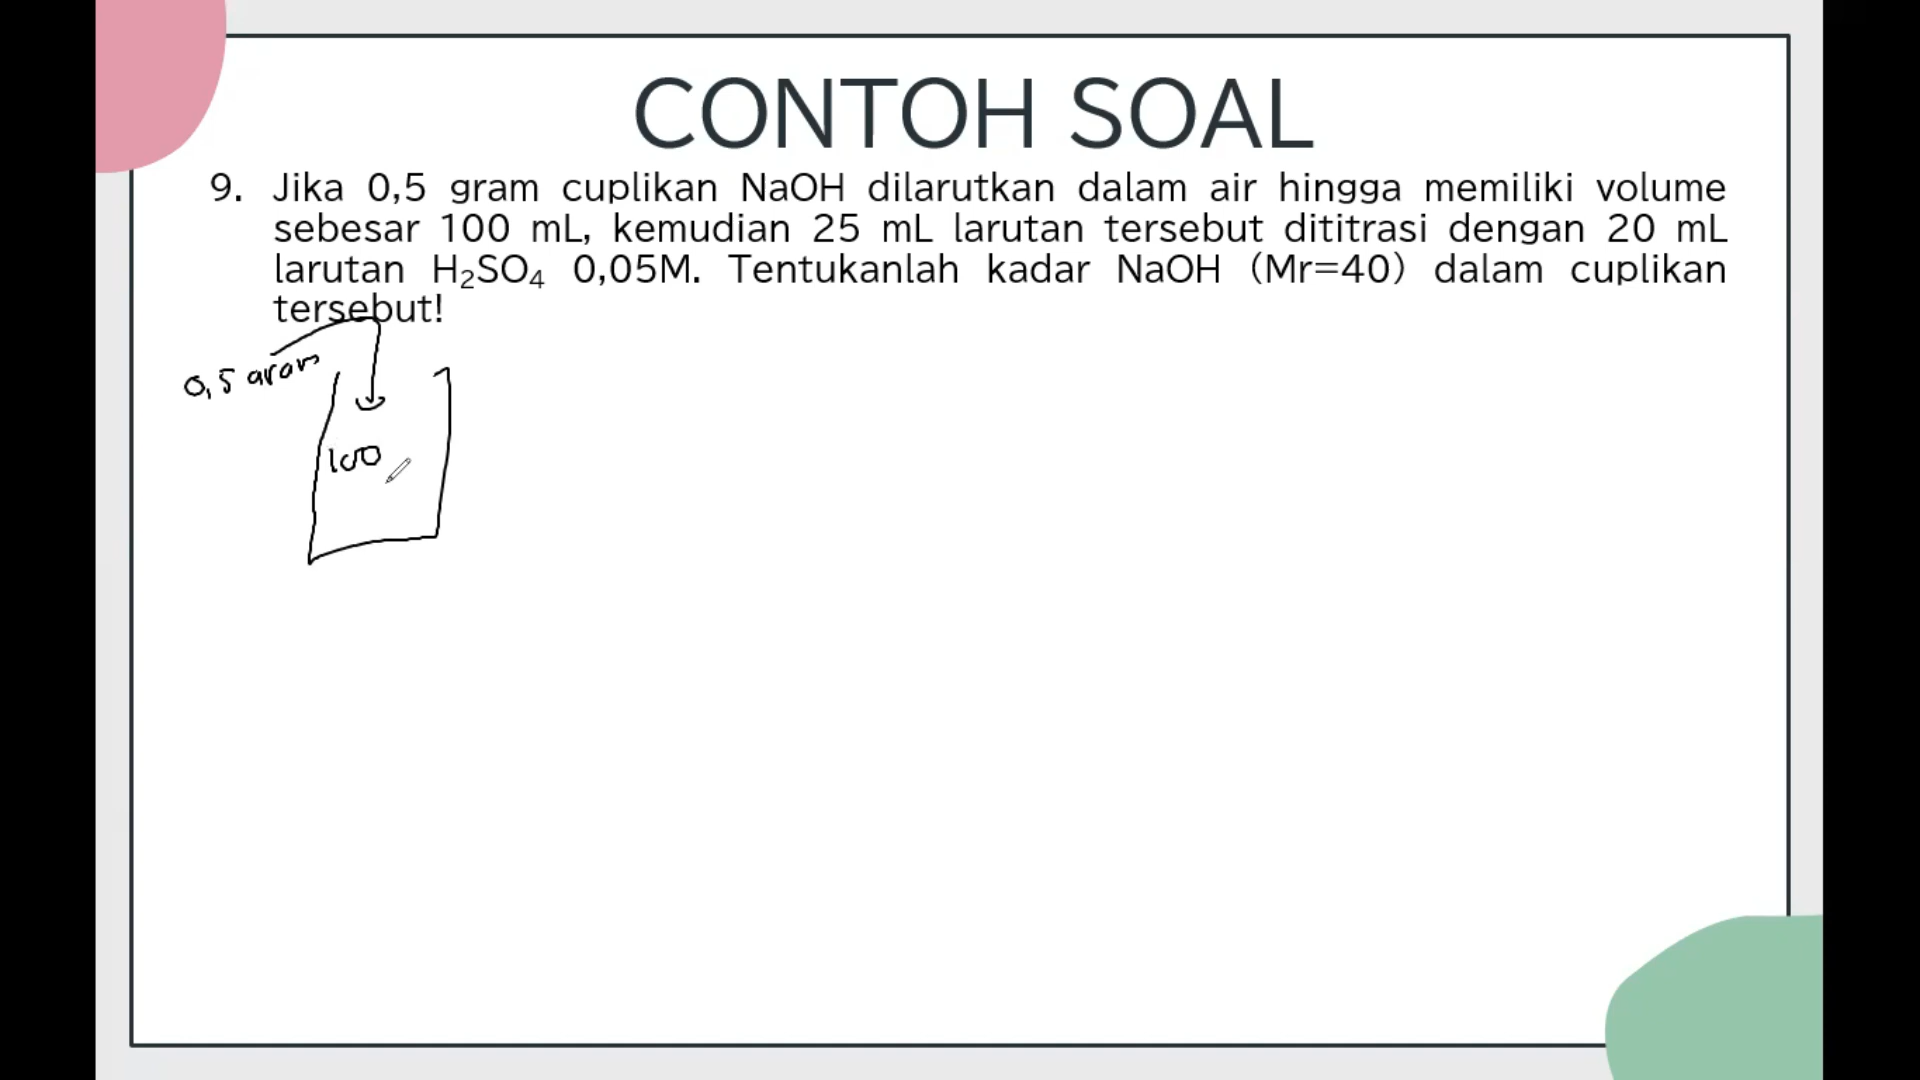 CONTOH SOAL
9. Jika 0,5 gram cuplikan NaOH dilarutkan dalam air hingga memiliki volume
sebesar 100 mL, kemudian 25 mL larutan tersebut dititrasi dengan 20 mL
larutan H₂SO₄ 0,05M. Tentukanlah kadar NaOH (Mr=40) dalam cuplikan
tersebut!
0,5 gram
100